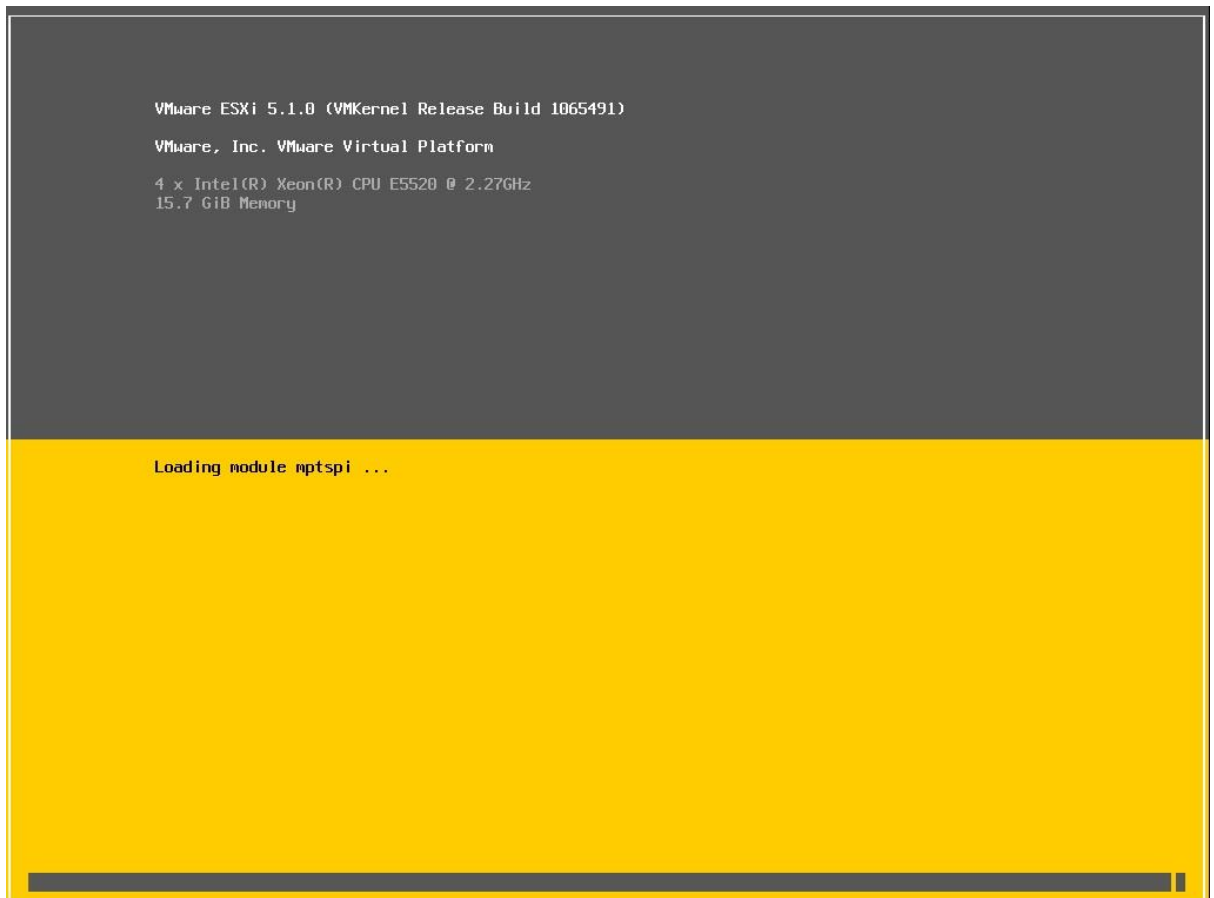 VMware ESXi 5.1.0 (VMKernel Release Build 1065491)
VMware, Inc. VMware Virtual Platform
4 x Intel(R) Xeon(R) CPU E5520 @ 2.27GHz
15.7 GiB Memory
Loading module mptspi ...